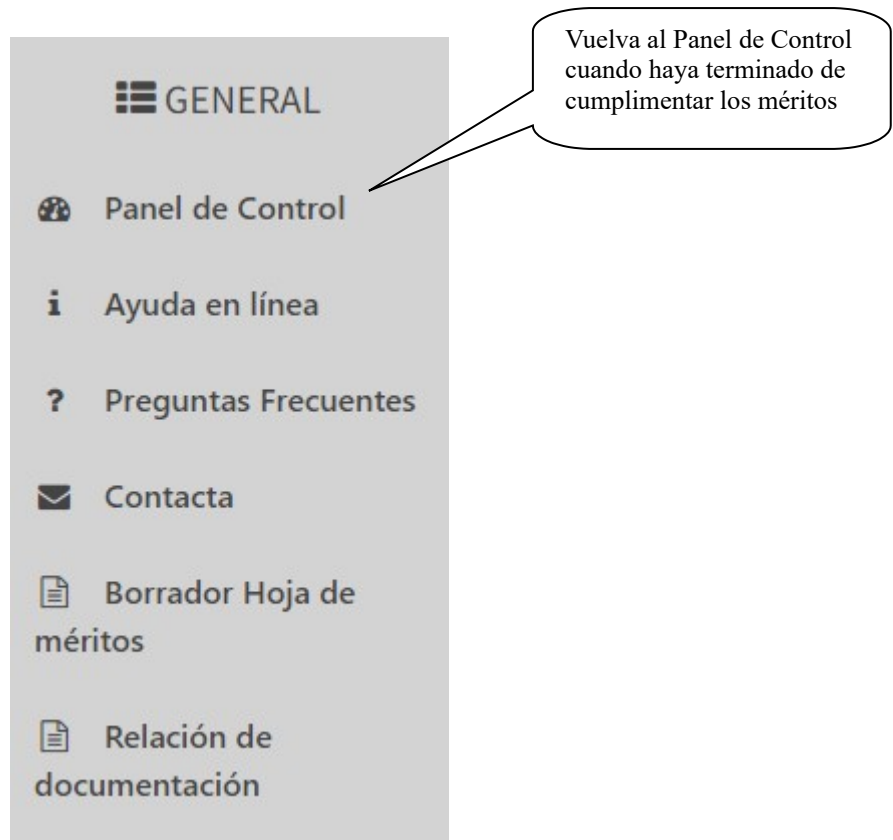 Vuelva al Panel de Control
cuando haya terminado de
cumplimentar los méritos
GENERAL
Panel de Control
i Ayuda en línea
? Preguntas Frecuentes
Contacta
Borrador Hoja de
méritos
Relación de
documentación